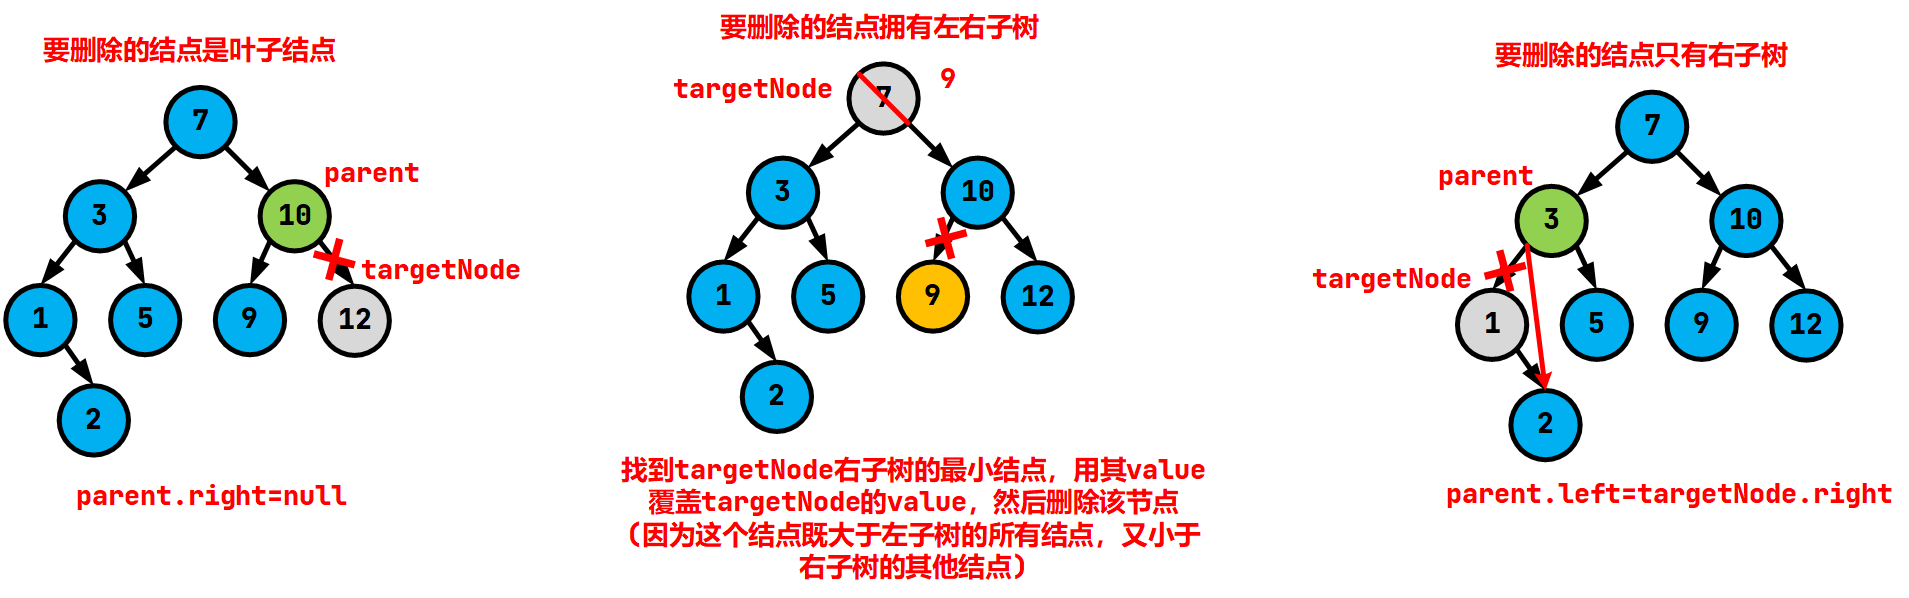 要删除的结点是叶子结点
7
parent
3
10
targetNode
1
5
9
12
2
parent.right=null
要删除的结点拥有左右子树
targetNode
7
9
3
10
1
5
9
12
2
找到targetNode右子树的最小结点，用其value
覆盖targetNode的value，然后删除该节点
（因为这个结点既大于左子树的所有结点，又小于
右子树的其他结点）
要删除的结点只有右子树
7
parent
3
10
targetNode
1
5
9
12
2
parent.left=targetNode.right